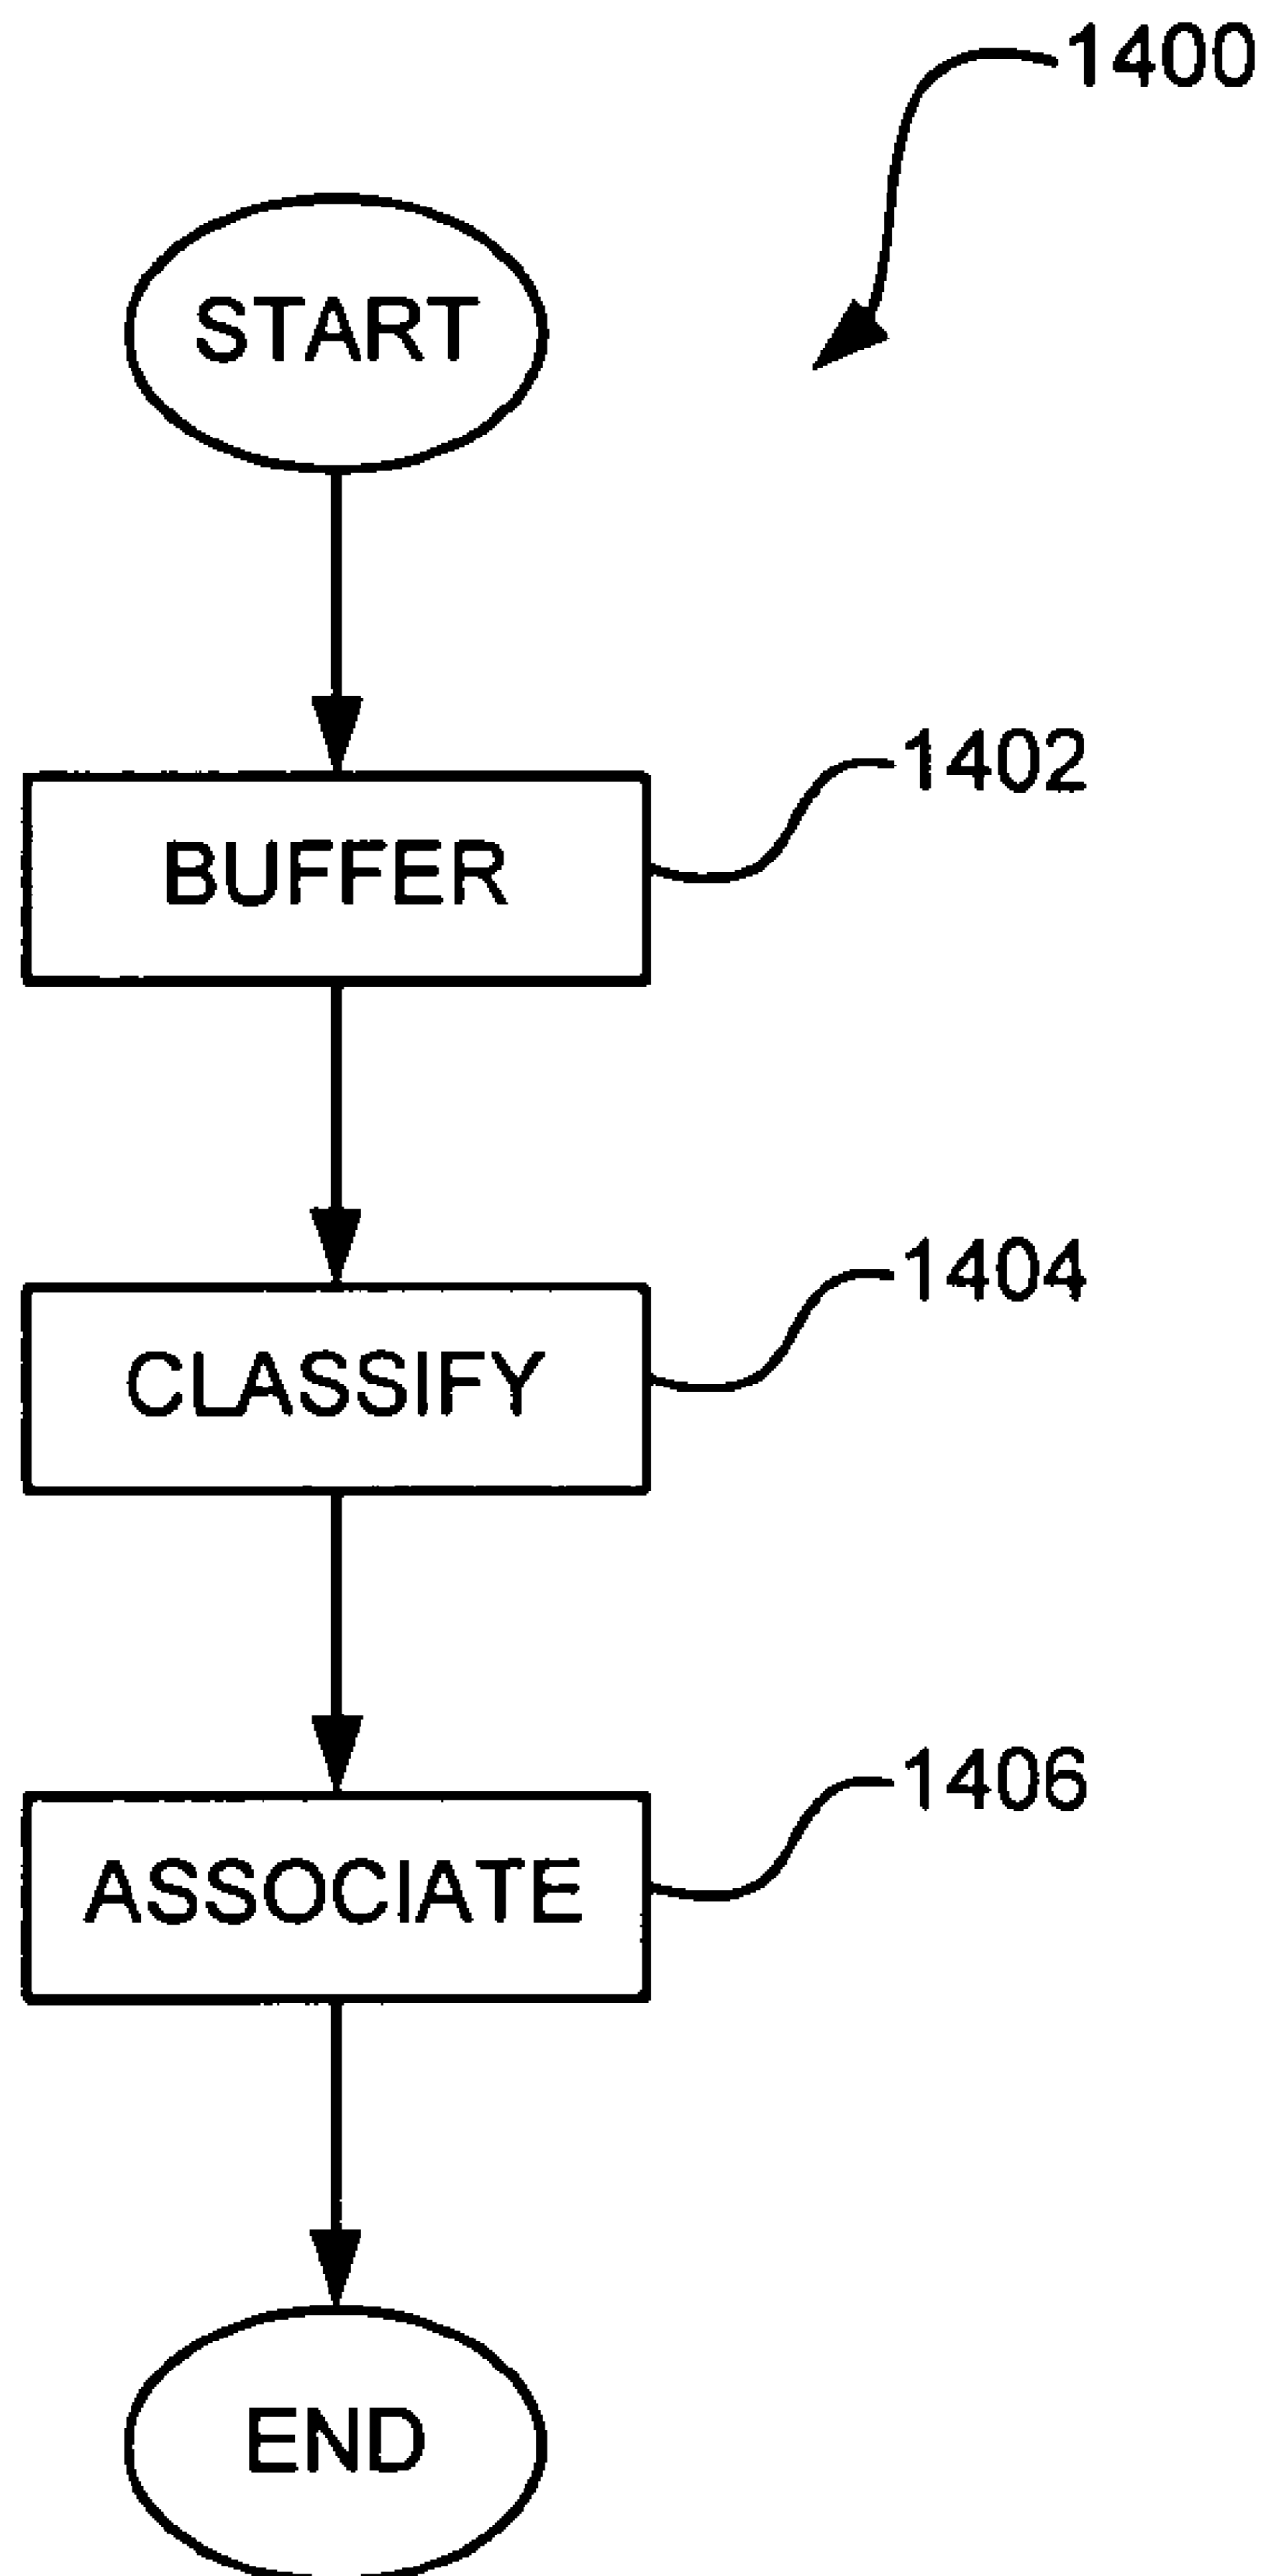 1400
START
1402
BUFFER
1404
CLASSIFY
1406
ASSOCIATE
END